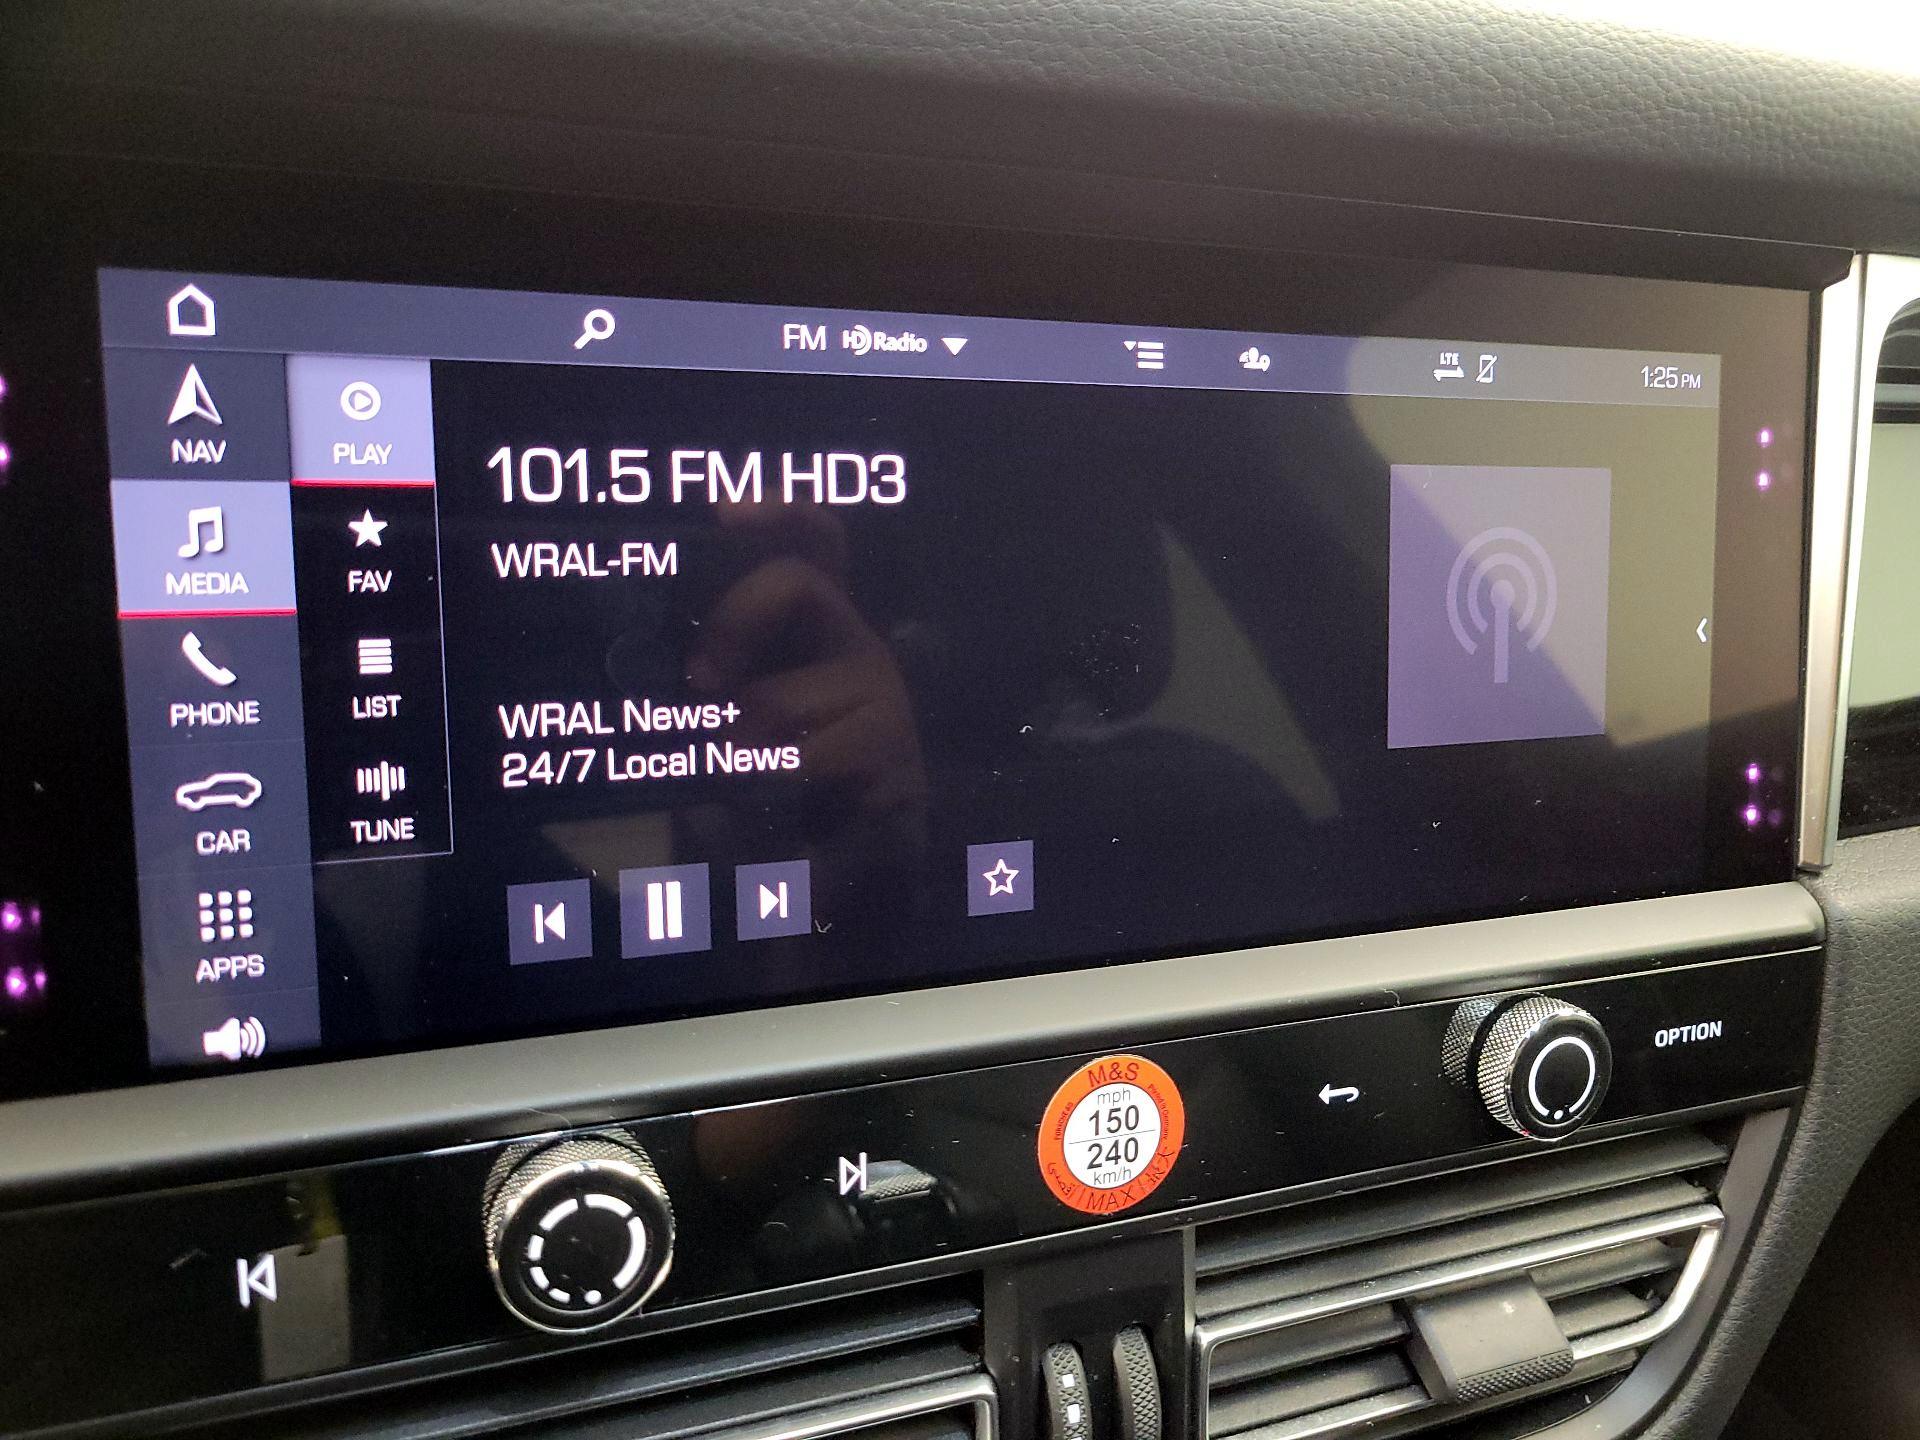 FM HD Radio
LTE
1:25 PM
NAV
PLAY
MEDIA
FAV
PHONE
LIST
CAR
TUNE
APPS
101.5 FM HD3
WRAL-FM
WRAL News+
24/7 Local News
OPTION
M&S
mph
150
240
km/h
MAX